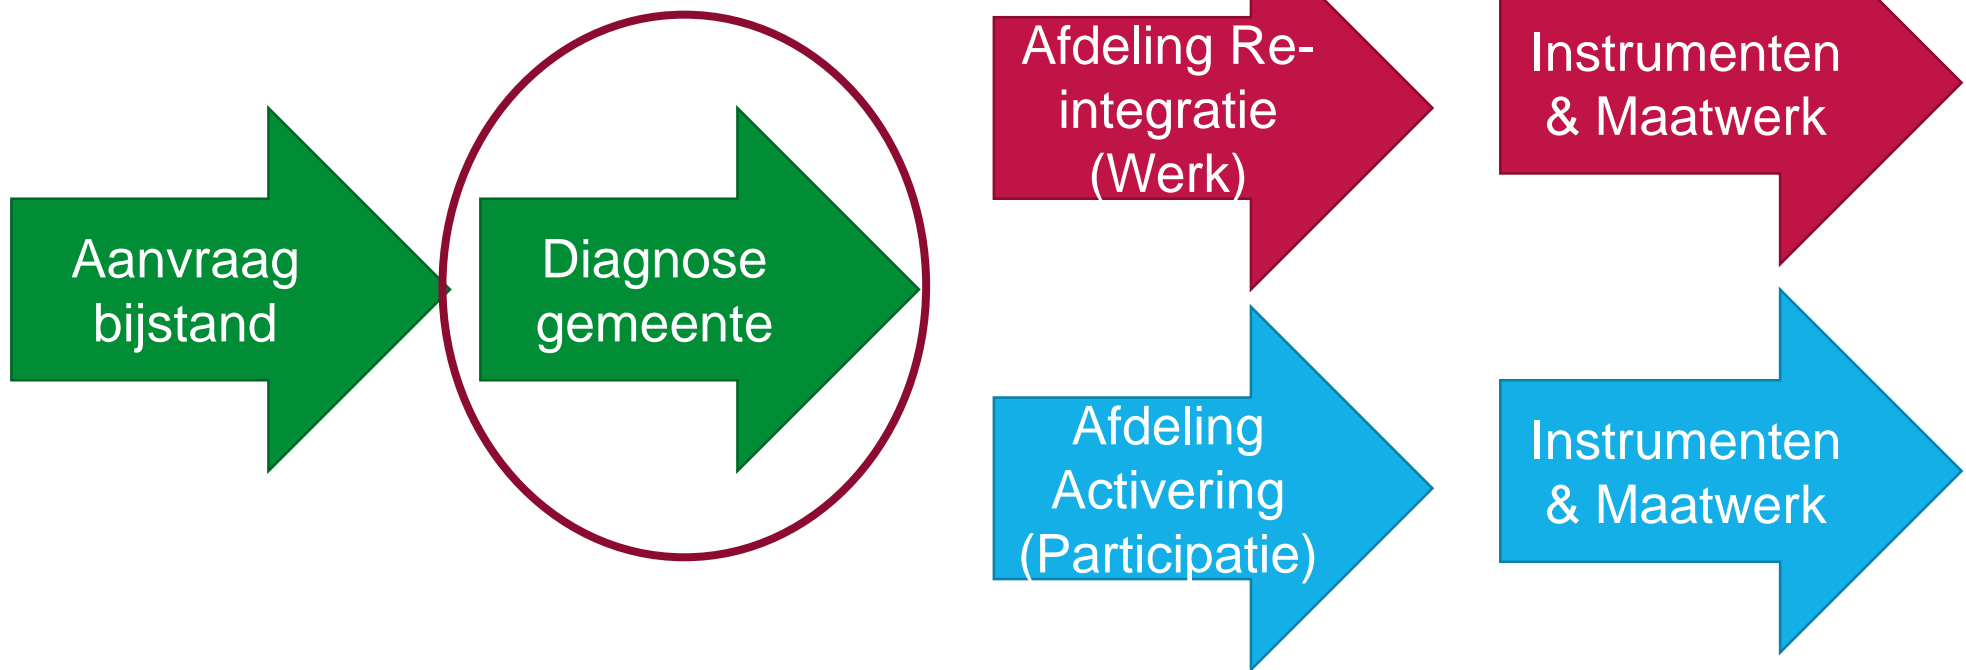 Aanvraag
bijstand
Diagnose
gemeente
Afdeling Re-
integratie
(Werk)
Instrumenten
& Maatwerk
Afdeling
Activering
(Participatie)
Instrumenten
& Maatwerk